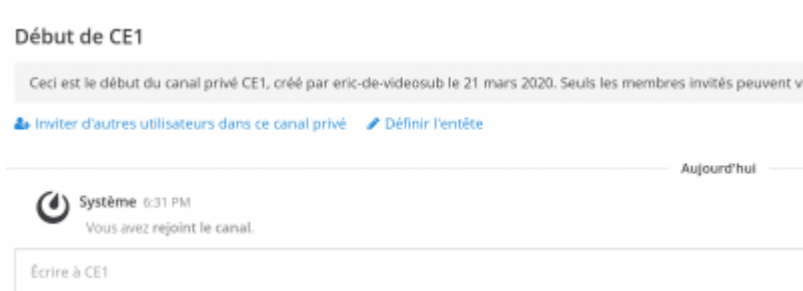 Début de CE1
Ceci est le début du canal privé CE1, créé par eric-de-videosub le 21 mars 2020. Seuls les membres invités peuvent v
Inviter d'autres utilisateurs dans ce canal privé Définir l'entête
Aujourd'hui
Système 6:31 PM
Vous avez rejoint le canal.
Écrire à CE1